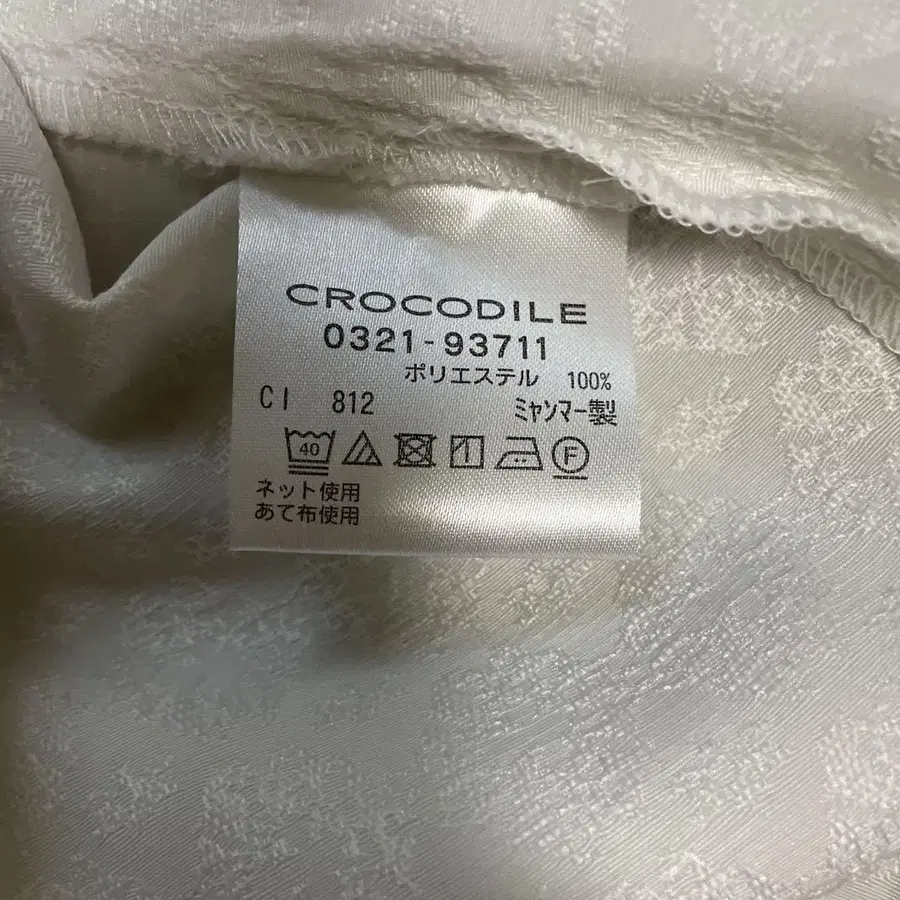 CROCODILE
0321-93711
ポリエステル 100%
CI 812 ミャンマー製
40 F
ネット使用
あて布使用